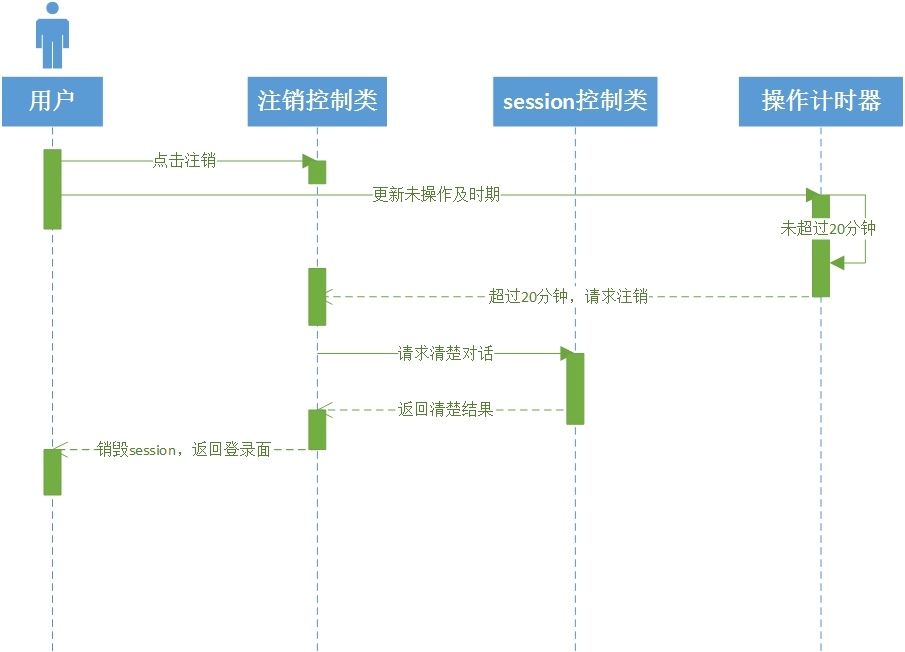 用户
注销控制类
session控制类
操作计时器
点击注销
更新未操作及时期
未超过20分钟
超过20分钟，请求注销
请求清楚对话
返回清楚结果
销毁session，返回登录面